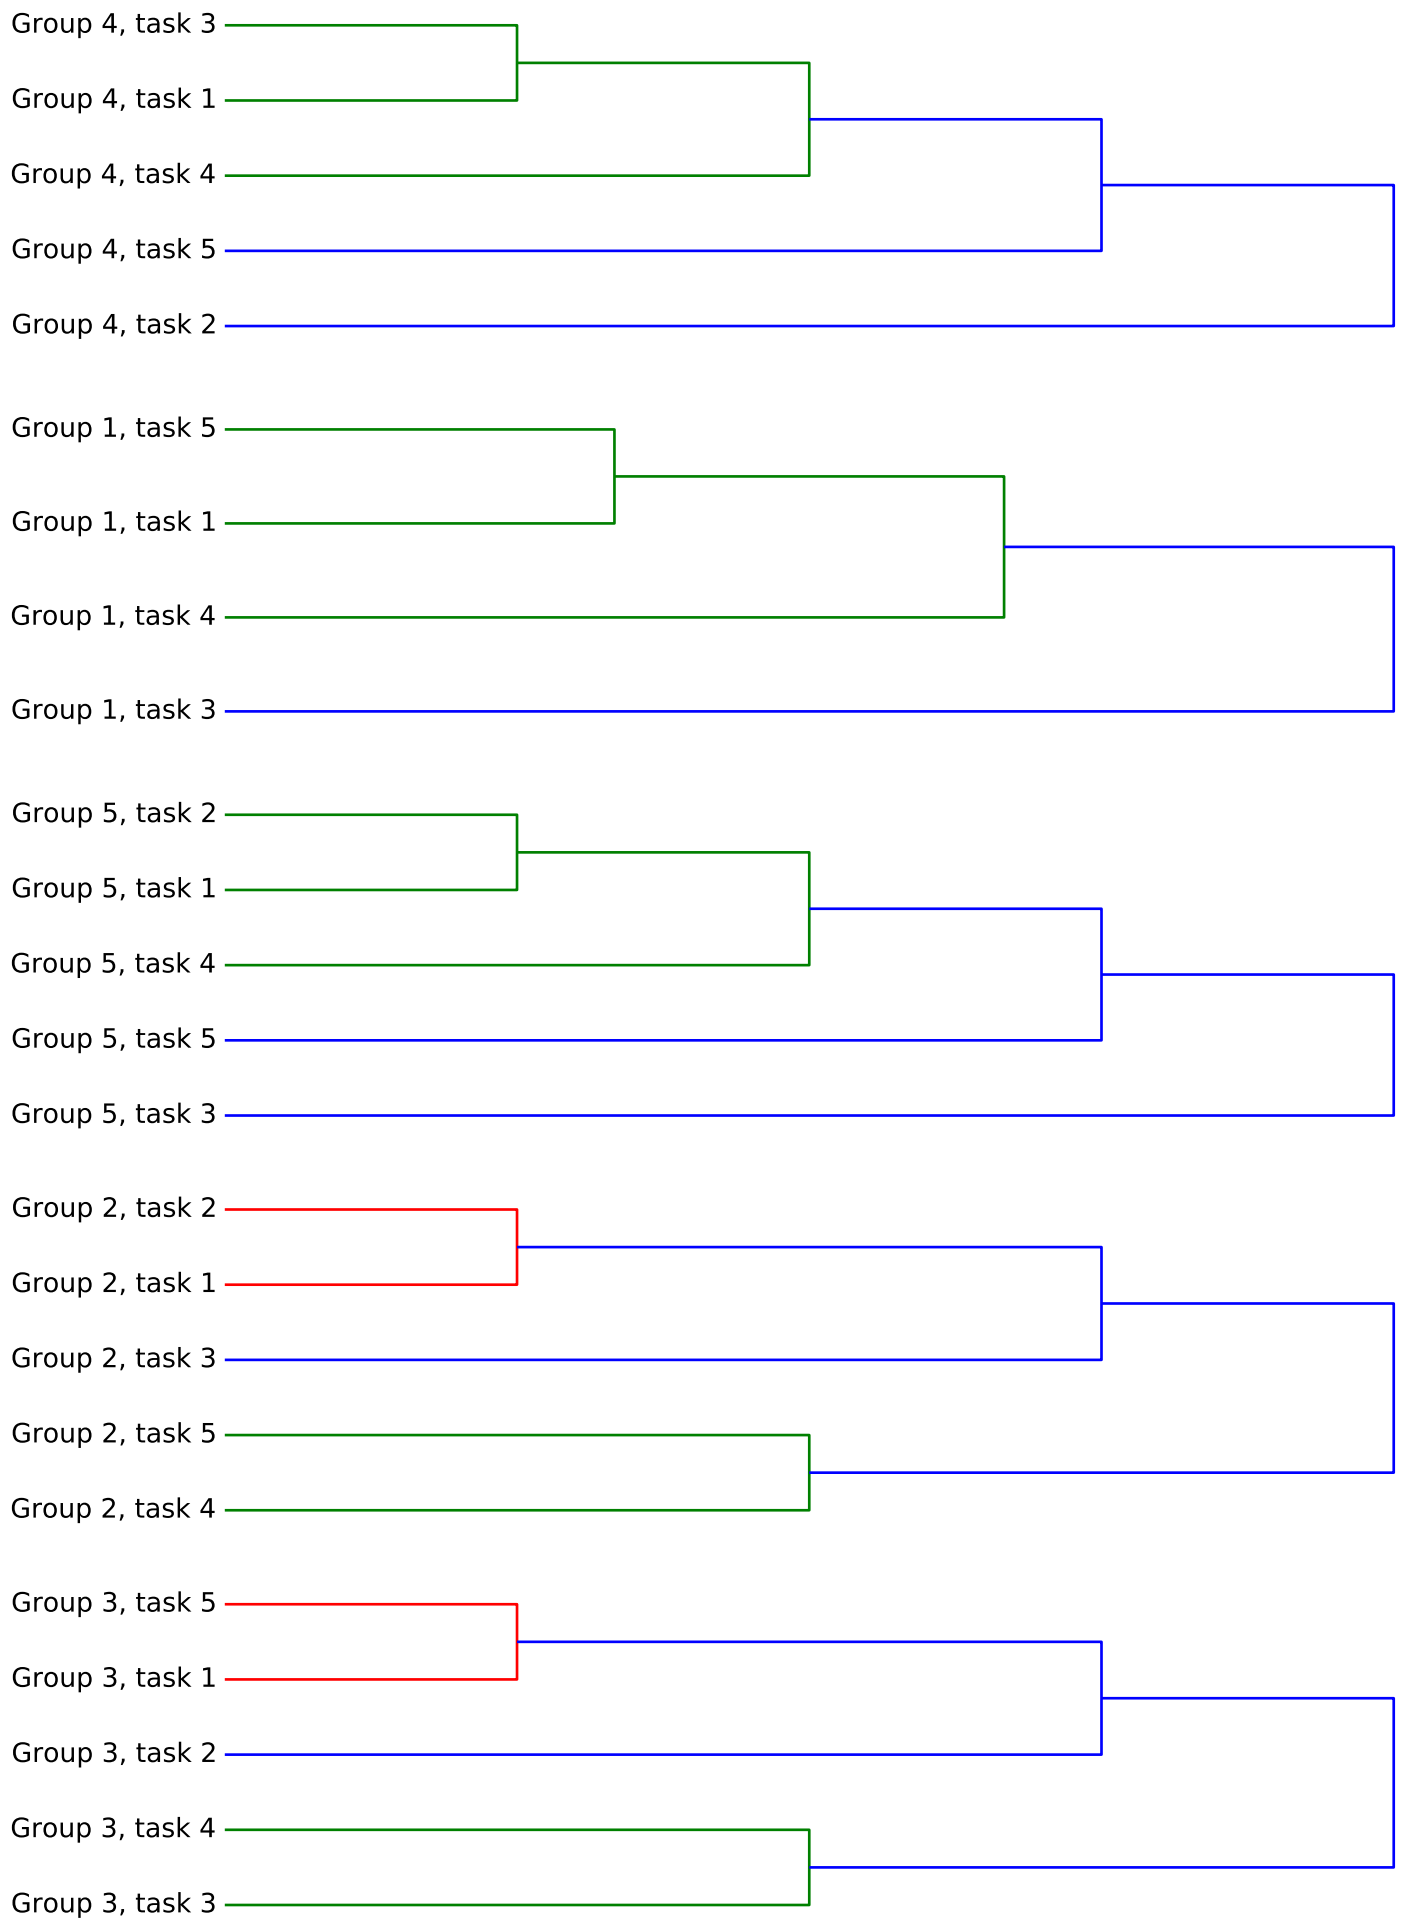 Group 4, task 3
Group 4, task 1
Group 4, task 4
Group 4, task 5
Group 4, task 2
Group 1, task 5
Group 1, task 1
Group 1, task 4
Group 1, task 3
Group 5, task 2
Group 5, task 1
Group 5, task 4
Group 5, task 5
Group 5, task 3
Group 2, task 2
Group 2, task 1
Group 2, task 3
Group 2, task 5
Group 2, task 4
Group 3, task 5
Group 3, task 1
Group 3, task 2
Group 3, task 4
Group 3, task 3